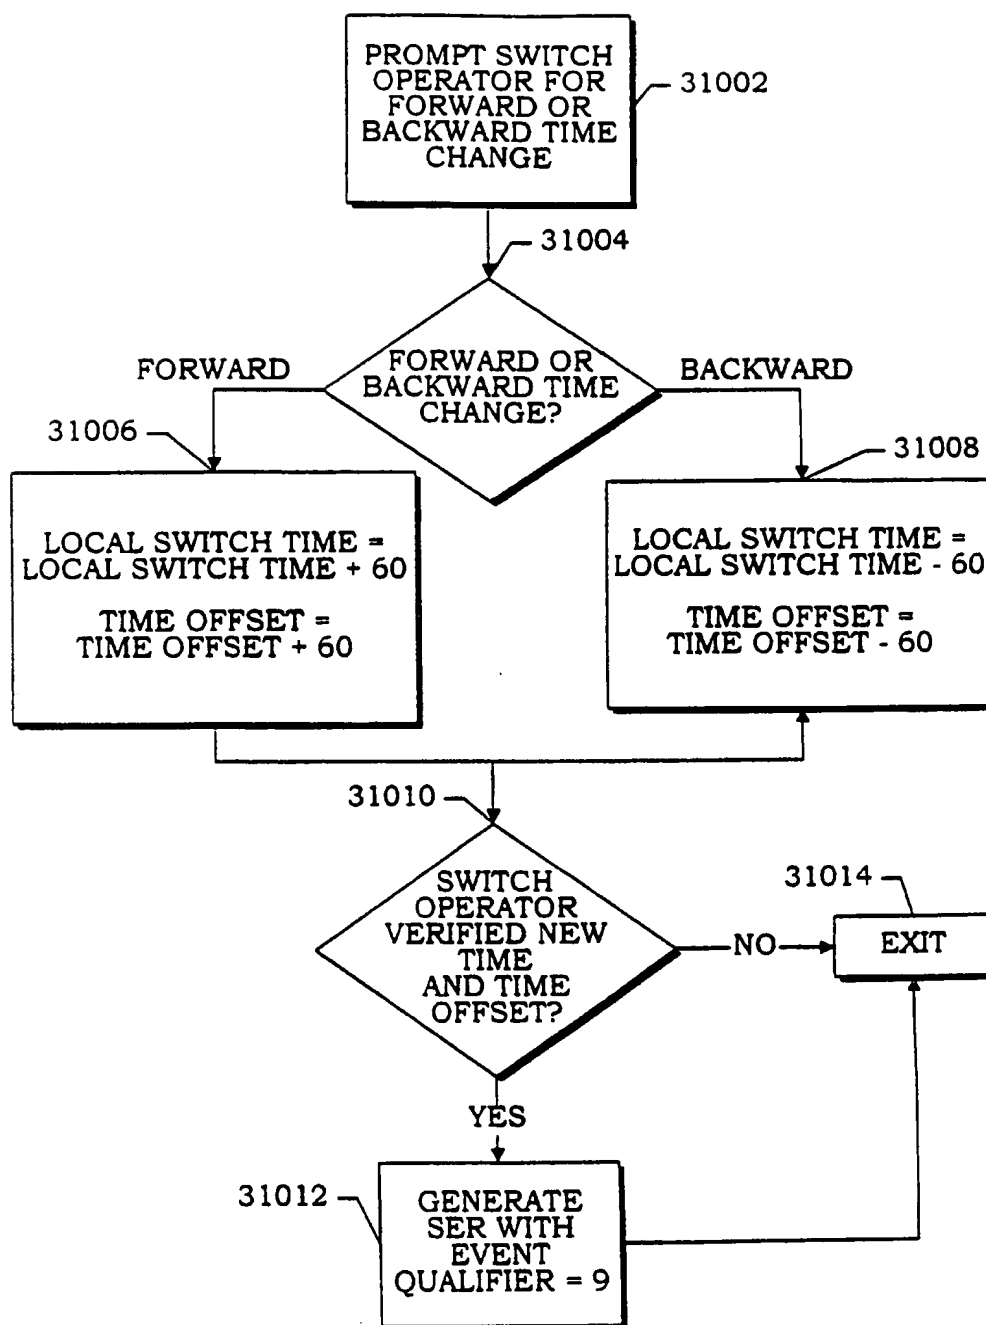 PROMPT SWITCH
OPERATOR FOR
FORWARD OR
BACKWARD TIME
CHANGE
31002
31004
FORWARD
FORWARD OR
BACKWARD TIME
CHANGE?
BACKWARD
31006
31008
LOCAL SWITCH TIME =
LOCAL SWITCH TIME + 60
TIME OFFSET =
TIME OFFSET + 60
LOCAL SWITCH TIME =
LOCAL SWITCH TIME - 60
TIME OFFSET =
TIME OFFSET - 60
31010
SWITCH
OPERATOR
VERIFIED NEW
TIME
AND TIME
OFFSET?
NO
31014
EXIT
YES
31012
GENERATE
SER WITH
EVENT
QUALIFIER = 9